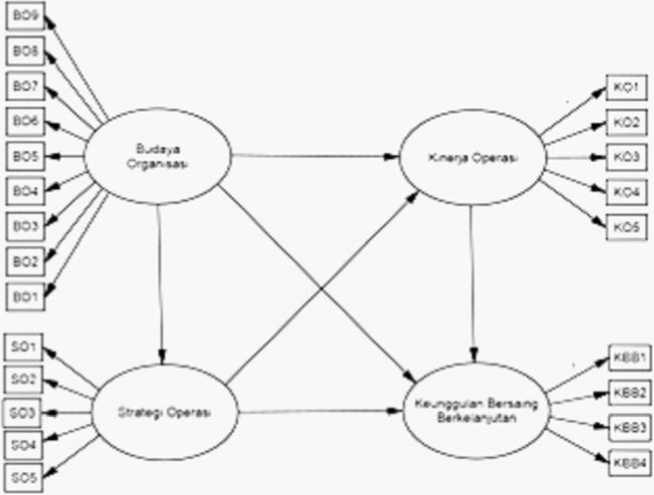 BO9
BO8
BO7
BO6
BO5
BO4
BO3
BO2
BO1
Budaya
Organisasi
Kinerja Operasi
KO1
KO2
KO3
KO4
KO5
SO1
SO2
SO3
SO4
SO5
Strategi Operasi
Keunggulan Bersaing
Berkelanjutan
KBB1
KBB2
KBB3
KBB4